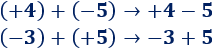 (+4) + (−5) → +4 − 5
(−3) + (+5) → −3 + 5